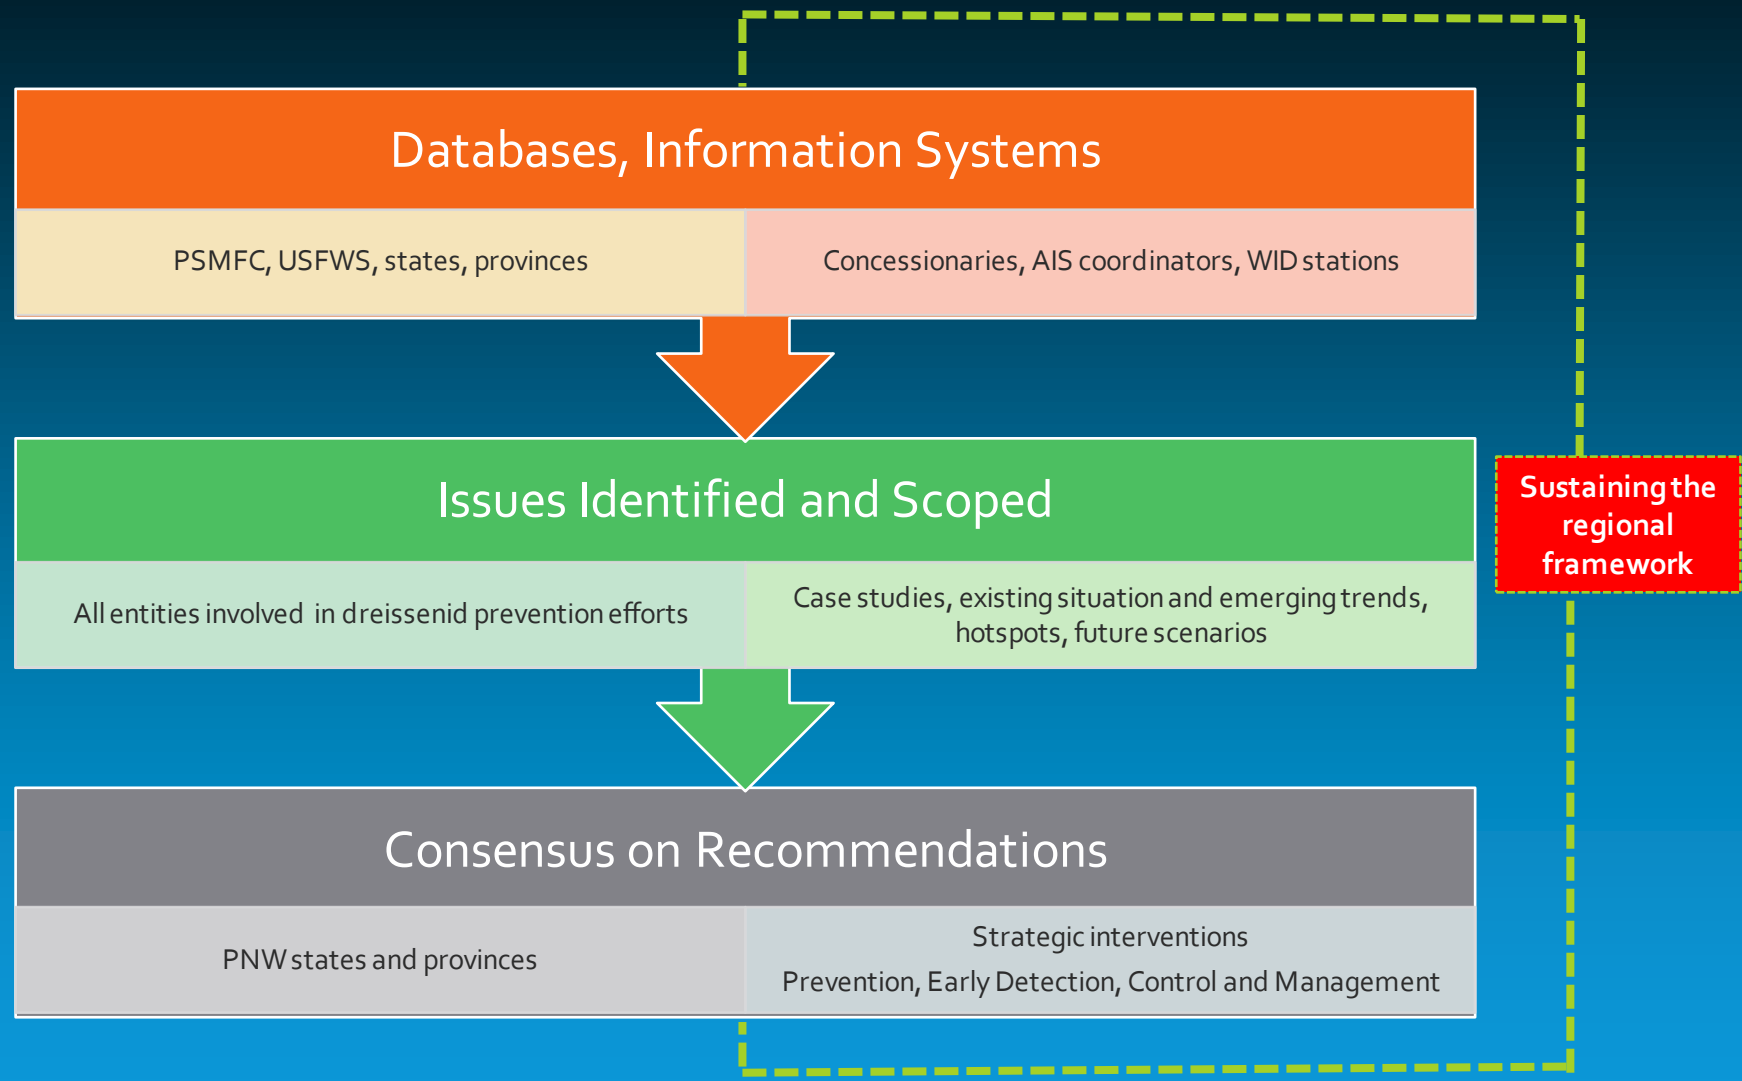 Databases, Information Systems
PSMFC, USFWS, states, provinces
Concessionaries, AIS coordinators, WID stations
Issues Identified and Scoped
All entities involved in dreissenid prevention efforts
Case studies, existing situation and emerging trends,
hotspots, future scenarios
Sustaining the
regional
framework
Consensus on Recommendations
PNW states and provinces
Strategic interventions
Prevention, Early Detection, Control and Management